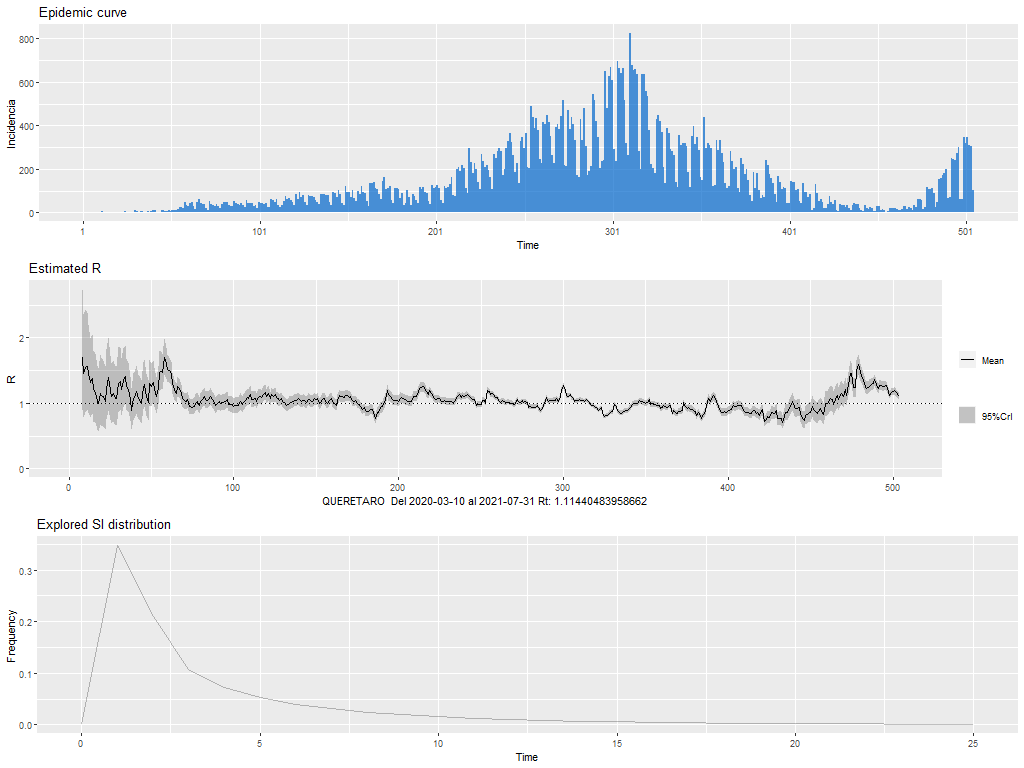 Epidemic curve
800
600
400
200
0
Incidencia
1 101 201 301 401 501
Time
Estimated R
2
1
0
R
Mean
95%CrI
0 100 200 300 400 500
QUERETARO Del 2020-03-10 al 2021-07-31 Rt: 1.11440483958662
Explored SI distribution
0.3
0.2
0.1
0.0
Frequency
0 5 10 15 20 25
Time